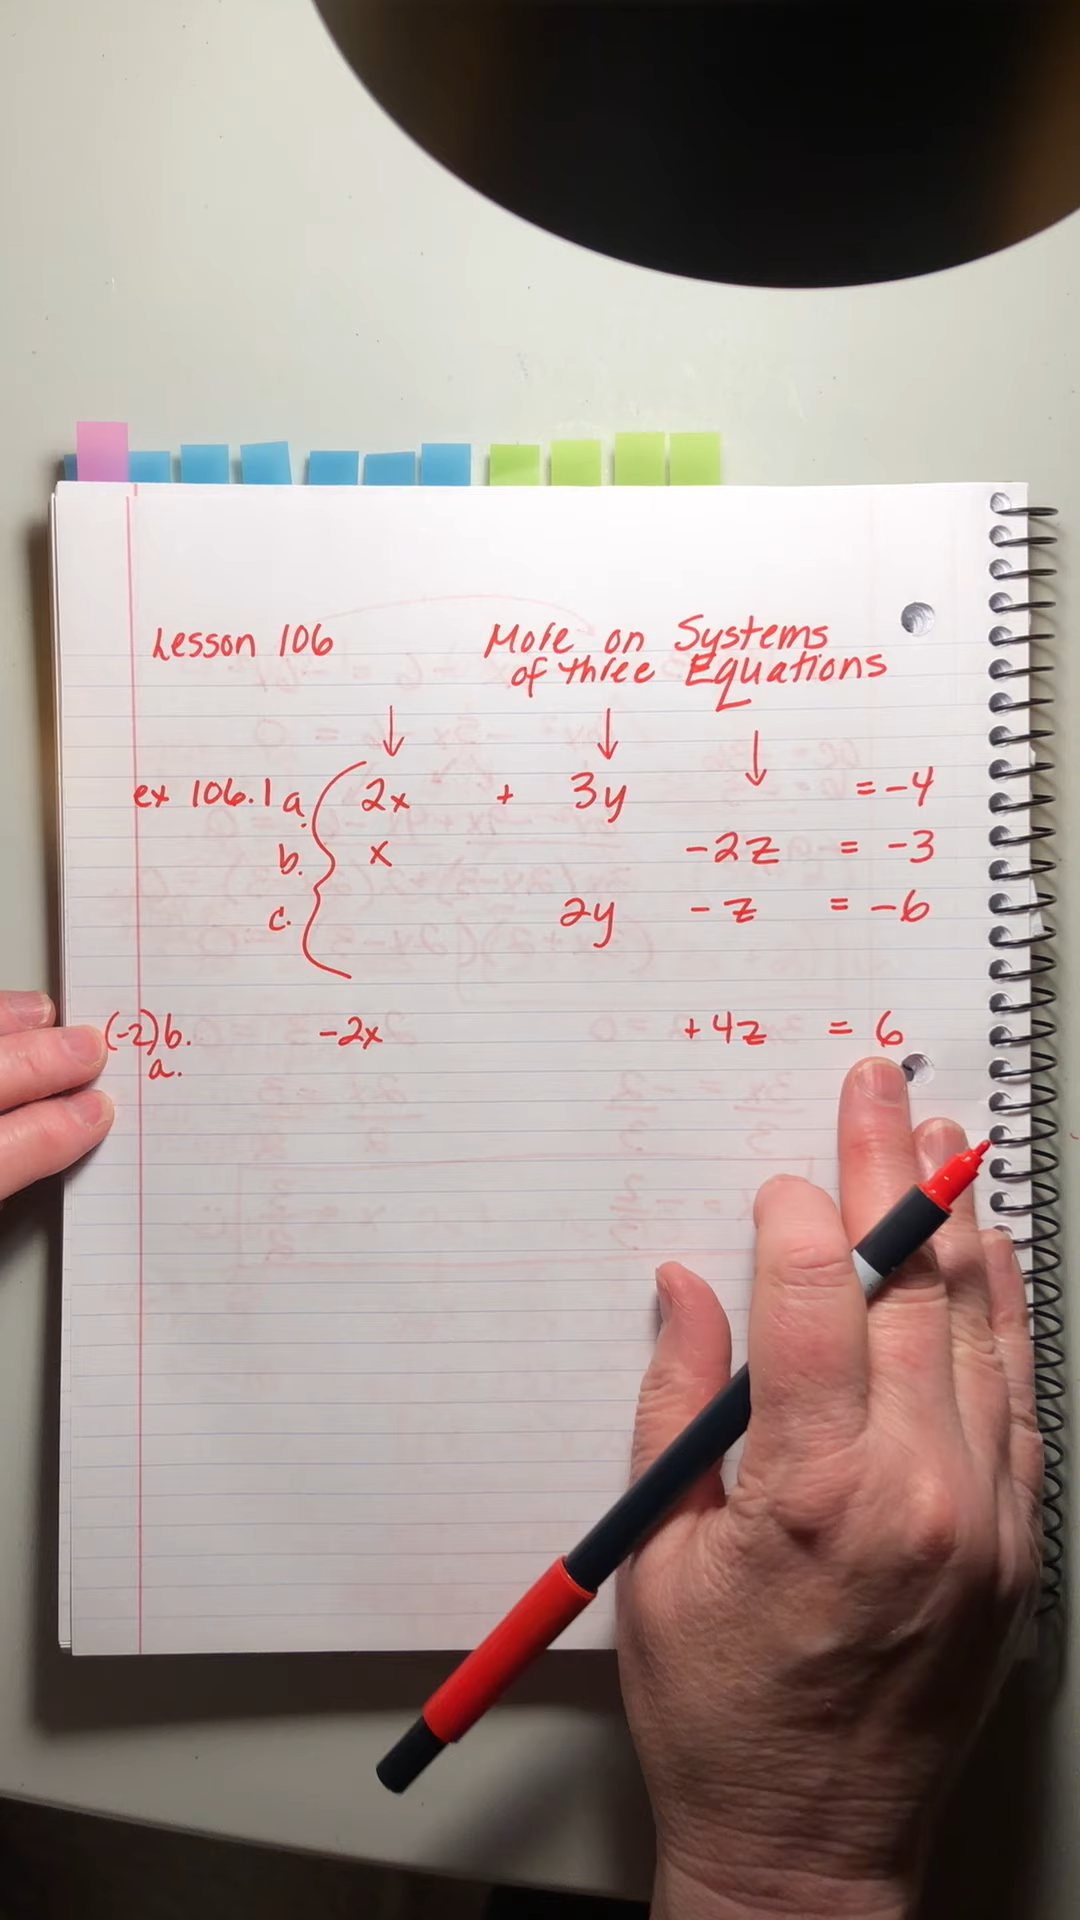 Lesson 106 More on Systems
of three Equations
ex 106.1 a. 2x + 3y = -4
b. x -2z = -3
c. 2y -z = -6
(-2)b. -2x +4z = 6
a.